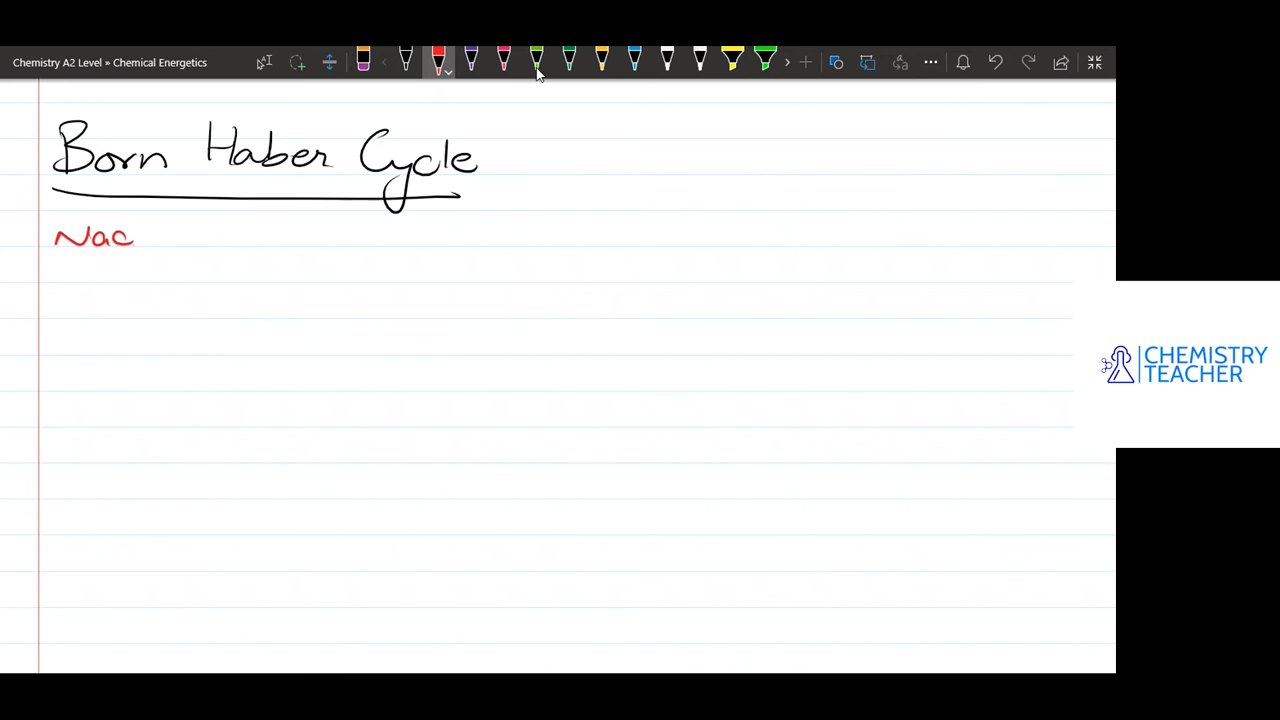 Chemistry A2 Level » Chemical Energetics
Born Haber Cycle
Nac
CHEMISTRY
TEACHER